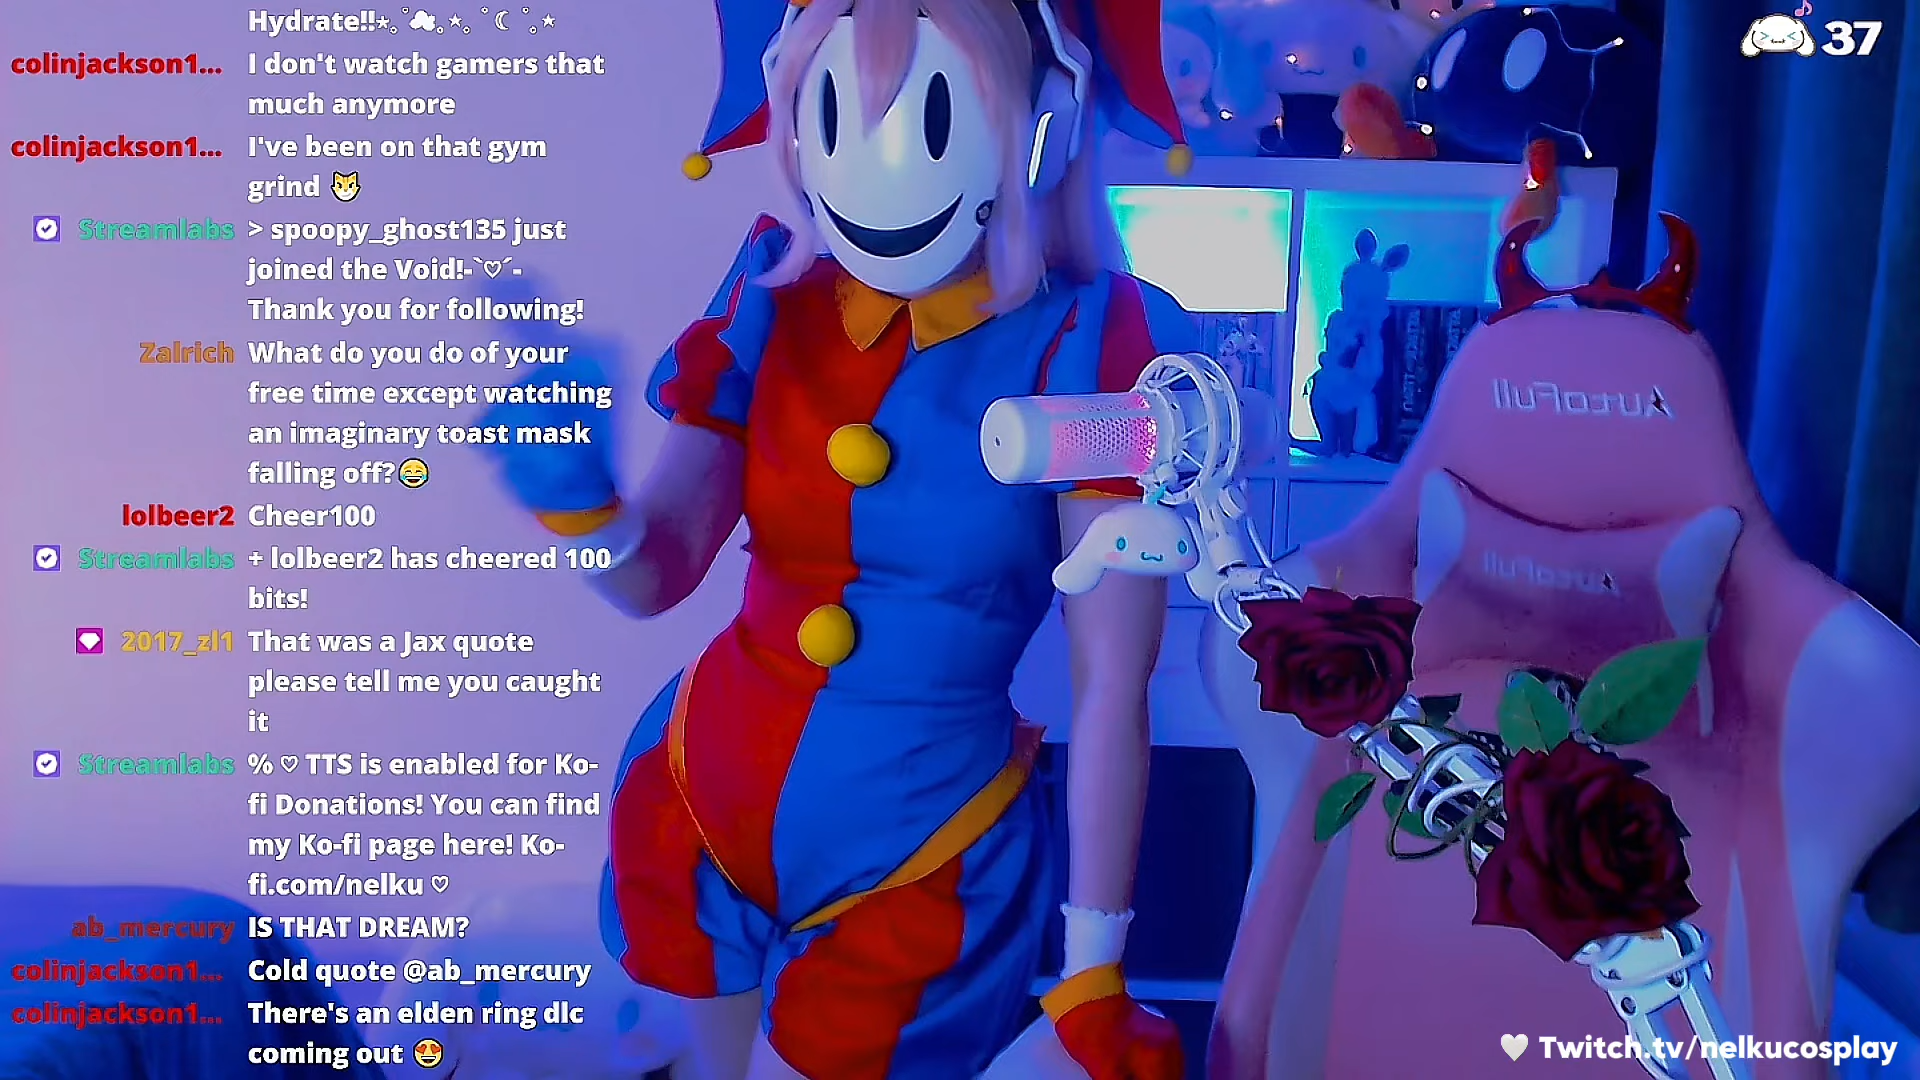 Hydrate!!⋆｡˚☁︎｡⋆｡ ˚☾ ˚｡⋆
colinjackson1... I don't watch gamers that
much anymore
colinjackson1... I've been on that gym
grind 😼
Streamlabs > spoopy_ghost135 just
joined the Void!-`♡´-
Thank you for following!
Zalrich What do you do of your
free time except watching
an imaginary toast mask
falling off?😂
lolbeer2 Cheer100
Streamlabs + lolbeer2 has cheered 100
bits!
2017_zl1 That was a Jax quote
please tell me you caught
it
Streamlabs % ♡ TTS is enabled for Ko-
fi Donations! You can find
my Ko-fi page here! Ko-
fi.com/nelku ♡
ab_mercury IS THAT DREAM?
colinjackson1... Cold quote @ab_mercury
colinjackson1... There's an elden ring dlc
coming out 😍
37
AutoFull
AutoFull
🤍 Twitch.tv/nelkucosplay